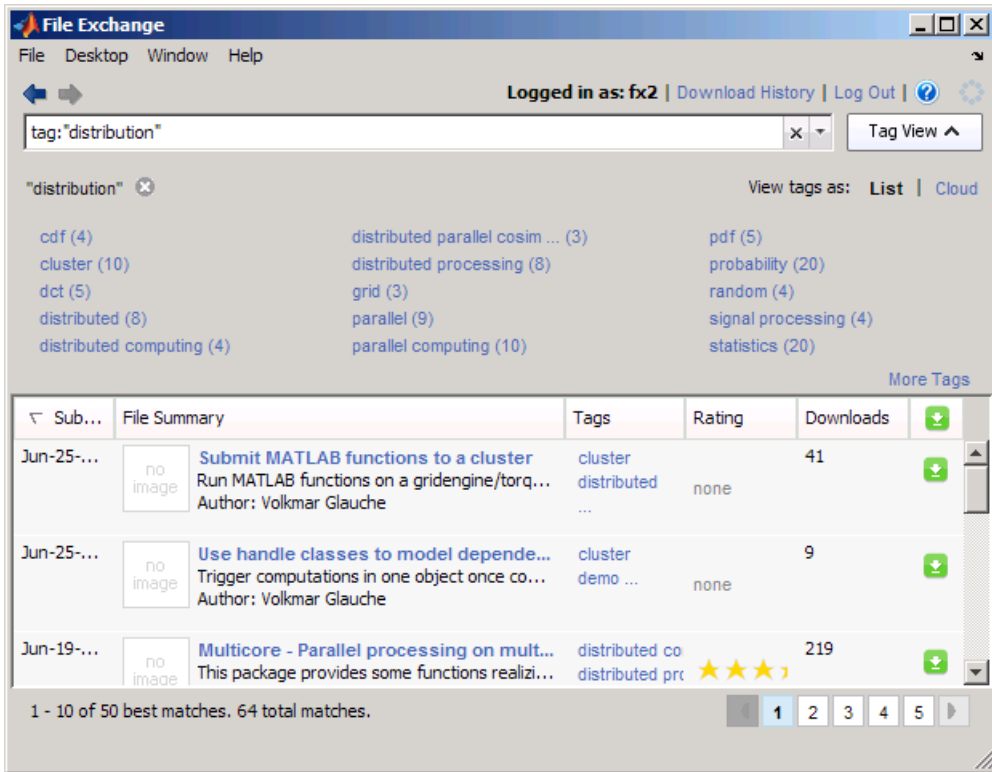 File Exchange
File Desktop Window Help
Logged in as: fx2 | Download History | Log Out |
tag:"distribution"
Tag View
"distribution"
View tags as: List | Cloud
cdf (4)
distributed parallel cosim ... (3)
pdf (5)
cluster (10)
distributed processing (8)
probability (20)
dct (5)
grid (3)
random (4)
distributed (8)
parallel (9)
signal processing (4)
distributed computing (4)
parallel computing (10)
statistics (20)
More Tags
Sub... File Summary Tags Rating Downloads
Jun-25-...
no image
Submit MATLAB functions to a cluster
Run MATLAB functions on a gridengine/torq...
Author: Volkmar Glauche
cluster
distributed
...
none
41
Jun-25-...
no image
Use handle classes to model depende...
Trigger computations in one object once co...
Author: Volkmar Glauche
cluster
demo ...
none
9
Jun-19-...
no image
Multicore - Parallel processing on mult...
This package provides some functions realizi...
distributed co
distributed prc
219
1 - 10 of 50 best matches. 64 total matches.
1 2 3 4 5